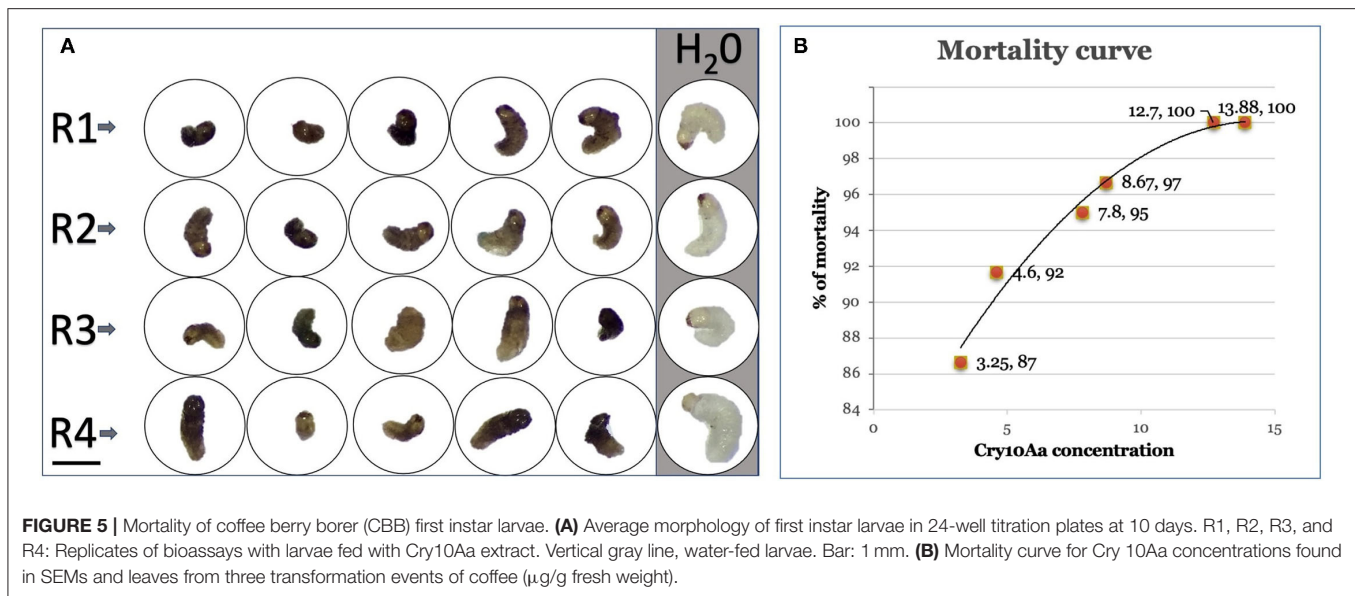 A
H₂0
R1
R2
R3
R4
B
Mortality curve
% of mortality
100
98
96
94
92
90
88
86
84
12.7, 100
13.88, 100
8.67, 97
7.8, 95
4.6, 92
3.25, 87
0
5
10
15
Cry10Aa concentration
FIGURE 5 | Mortality of coffee berry borer (CBB) first instar larvae. (A) Average morphology of first instar larvae in 24-well titration plates at 10 days. R1, R2, R3, and
R4: Replicates of bioassays with larvae fed with Cry10Aa extract. Vertical gray line, water-fed larvae. Bar: 1 mm. (B) Mortality curve for Cry 10Aa concentrations found
in SEMs and leaves from three transformation events of coffee (μg/g fresh weight).